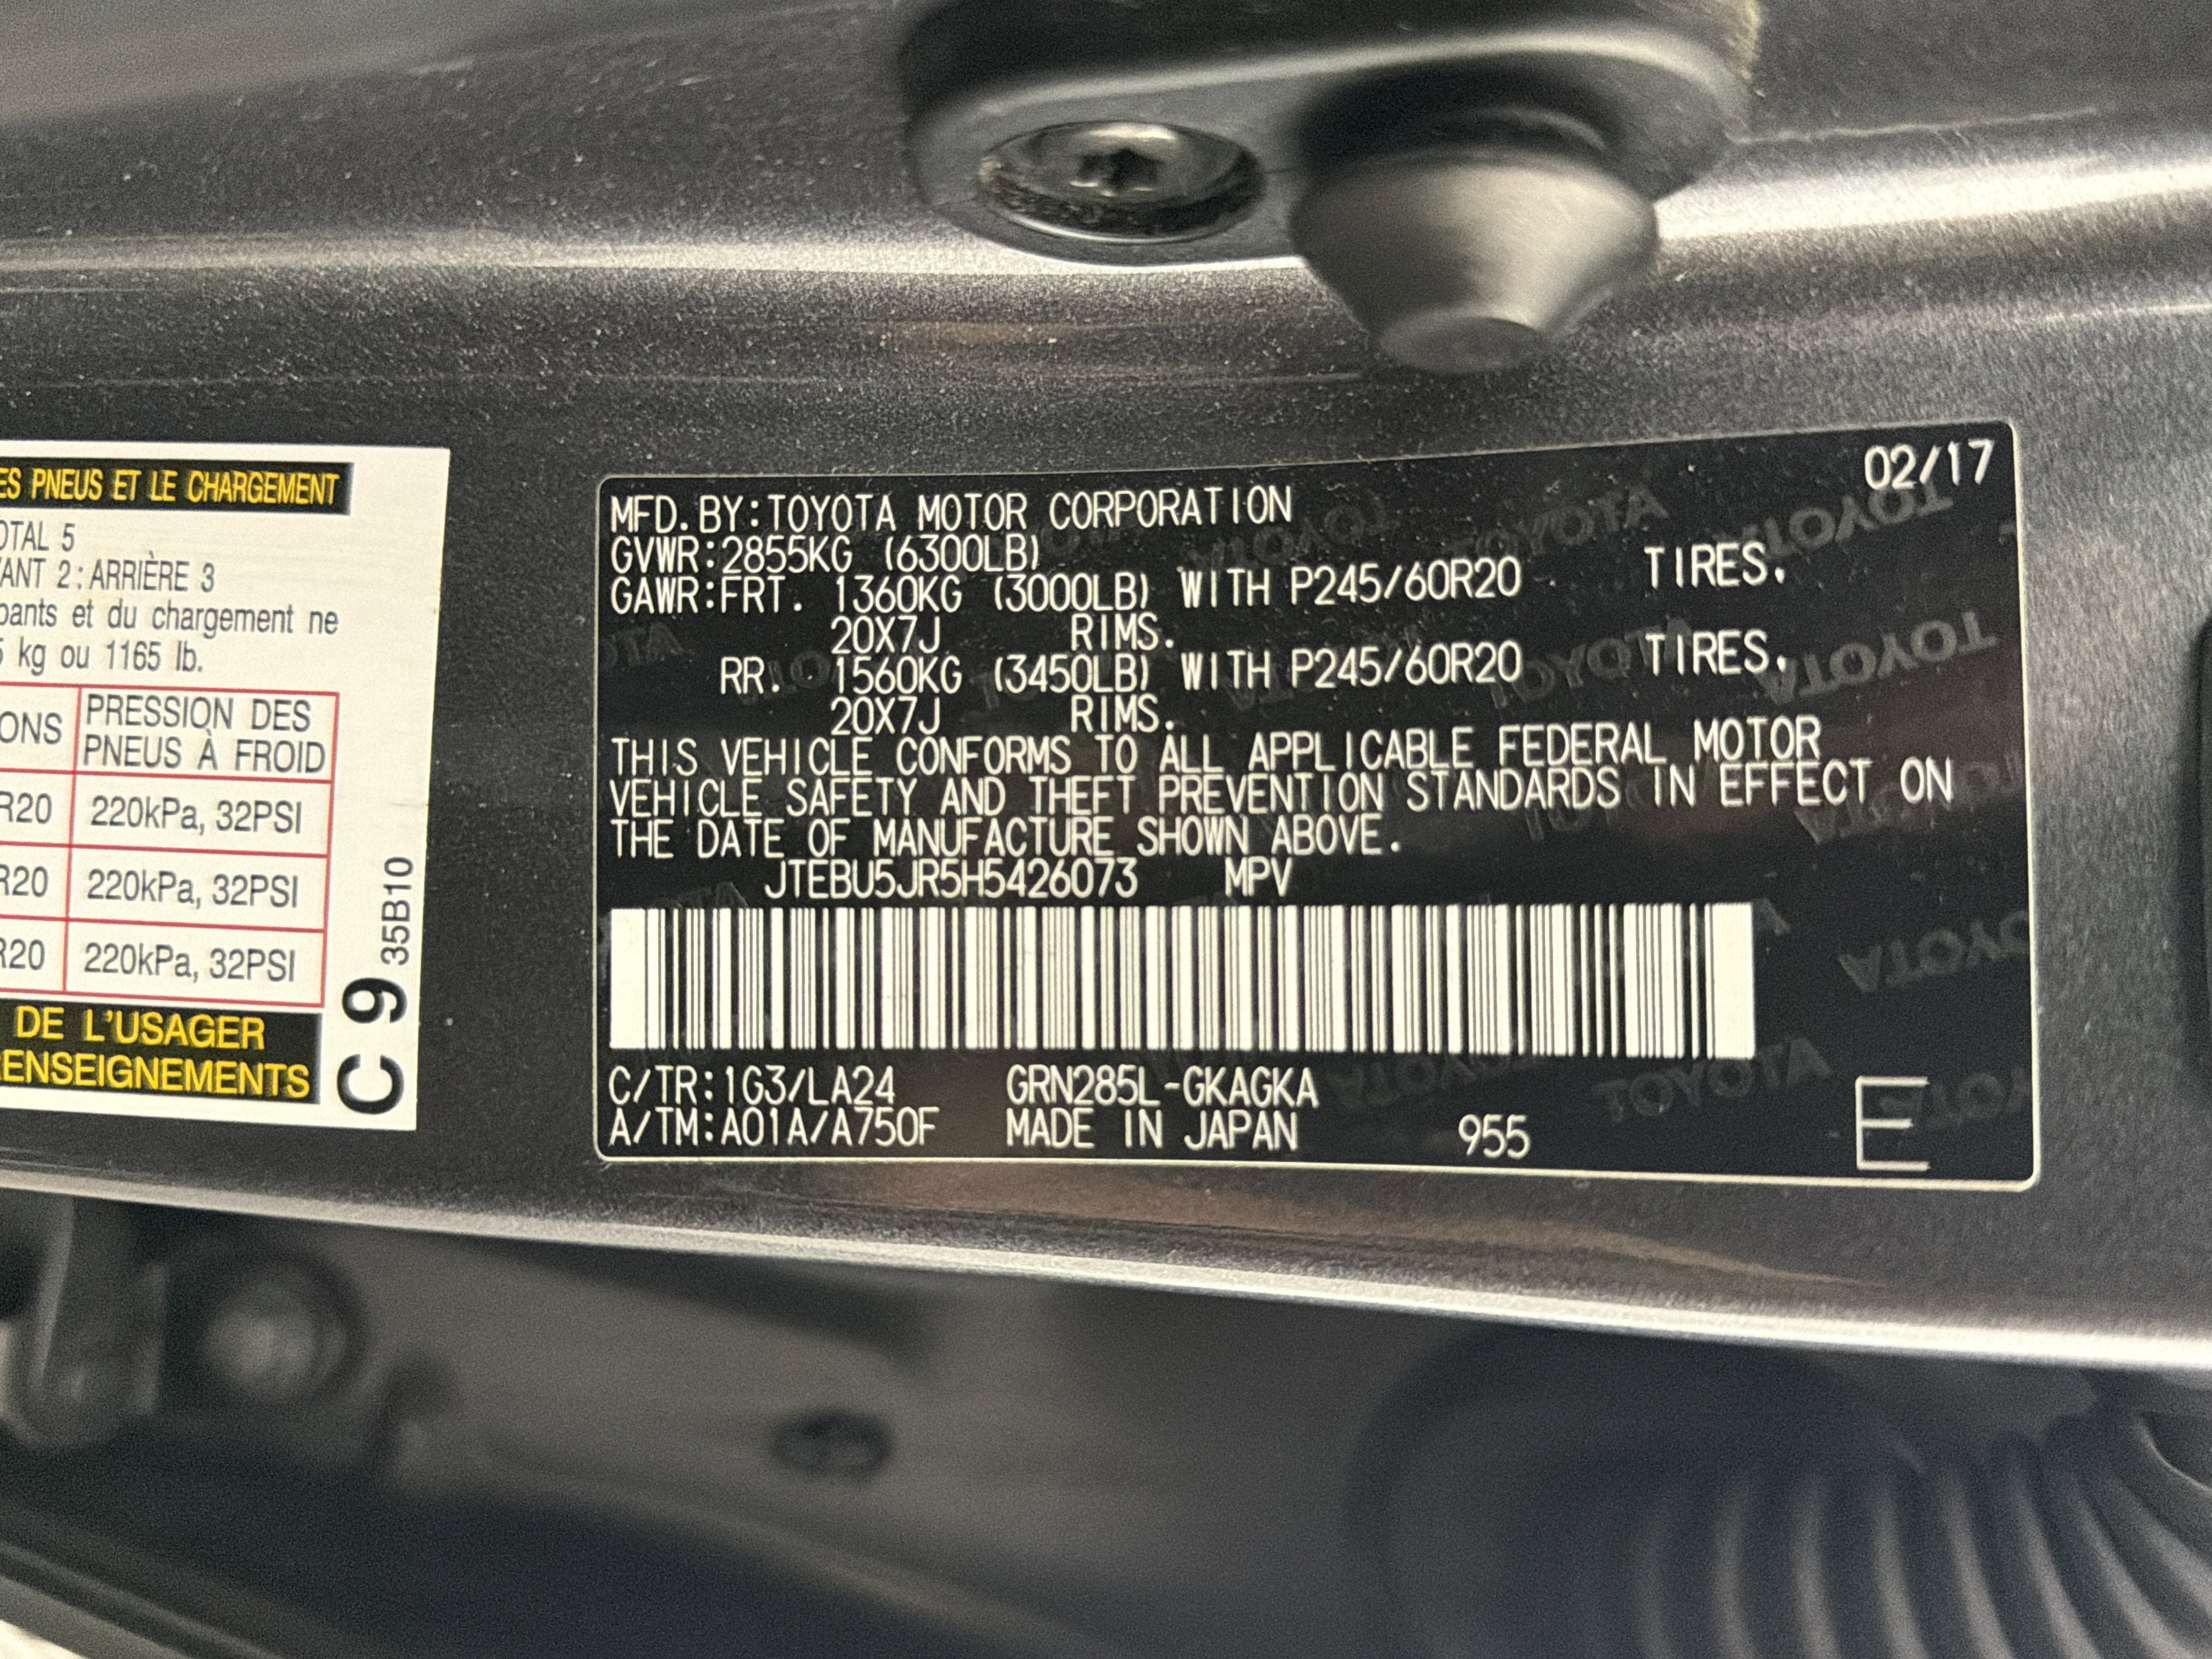 ES PNEUS ET LE CHARGEMENT
OTAL 5
ANT 2 : ARRIÈRE 3
pants et du chargement ne
kg ou 1165 lb.
ONS PRESSION DES
PNEUS À FROID
R20 220kPa, 32PSI
R20 220kPa, 32PSI
R20 220kPa, 32PSI
DE L'USAGER
RENSEIGNEMENTS
C 9 35B10
02/17
MFD. BY:TOYOTA MOTOR CORPORATION
GVWR:2855KG (6300LB)
GAWR:FRT. 1360KG (3000LB) WITH P245/60R20 TIRES.
20X7J RIMS.
RR. 1560KG (3450LB) WITH P245/60R20 TIRES.
20X7J RIMS.
THIS VEHICLE CONFORMS TO ALL APPLICABLE FEDERAL MOTOR
VEHICLE SAFETY AND THEFT PREVENTION STANDARDS IN EFFECT ON
THE DATE OF MANUFACTURE SHOWN ABOVE.
JTEBU5JR5H5426073 MPV
C/TR:1G3/LA24 GRN285L-GKAGKA
A/TM:A01A/A750F MADE IN JAPAN 955 E